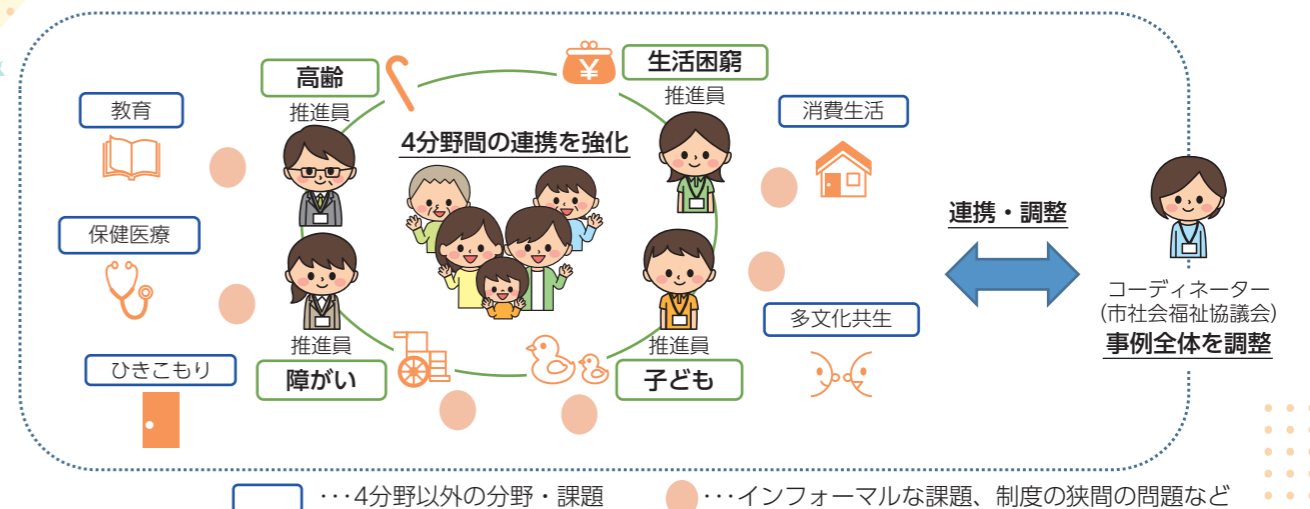 高齢
推進員
¥
生活困窮
推進員
教育
消費生活
4分野間の連携を強化
保健医療
連携・調整
コーディネーター
(市社会福祉協議会)
事例全体を調整
多文化共生
推進員
障がい
推進員
子ども
ひきこもり
･･･4分野以外の分野・課題
･･･インフォーマルな課題、制度の狭間の問題など